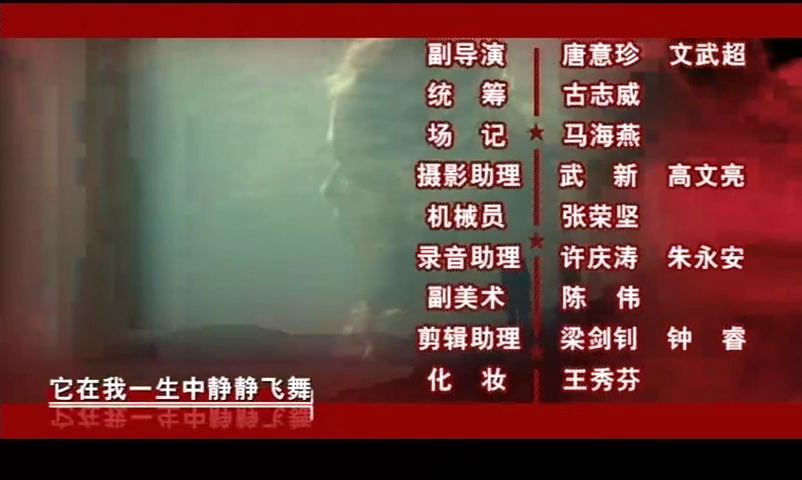 副导演 唐意珍 文武超
统 筹 古志威
场 记 马海燕
摄影助理 武 新 高文亮
机械员 张荣坚
录音助理 许庆涛 朱永安
副美术 陈 伟
剪辑助理 梁剑钊 钟 睿
化 妆 王秀芬
它在我一生中静静飞舞